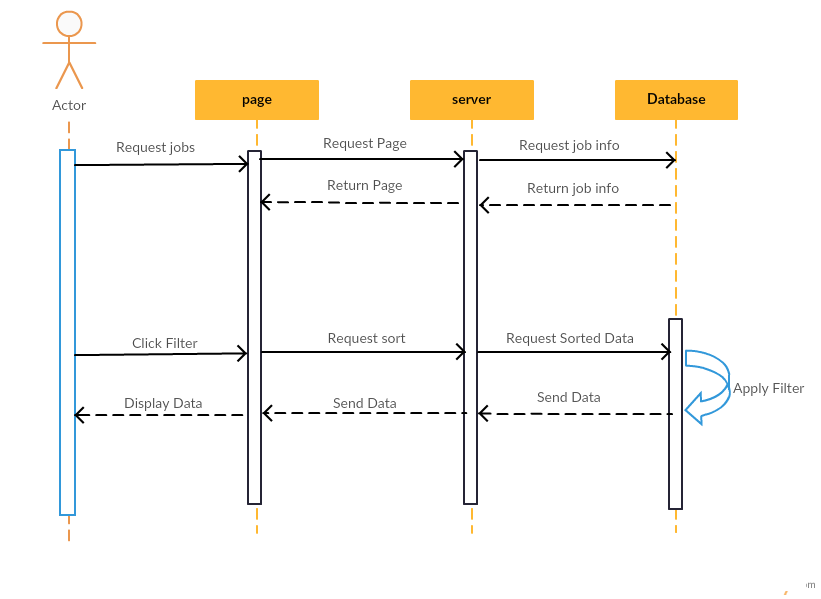 Actor
page
server
Database
Request jobs
Request Page
Request job info
Return Page
Return job info
Click Filter
Request sort
Request Sorted Data
Apply Filter
Display Data
Send Data
Send Data
om